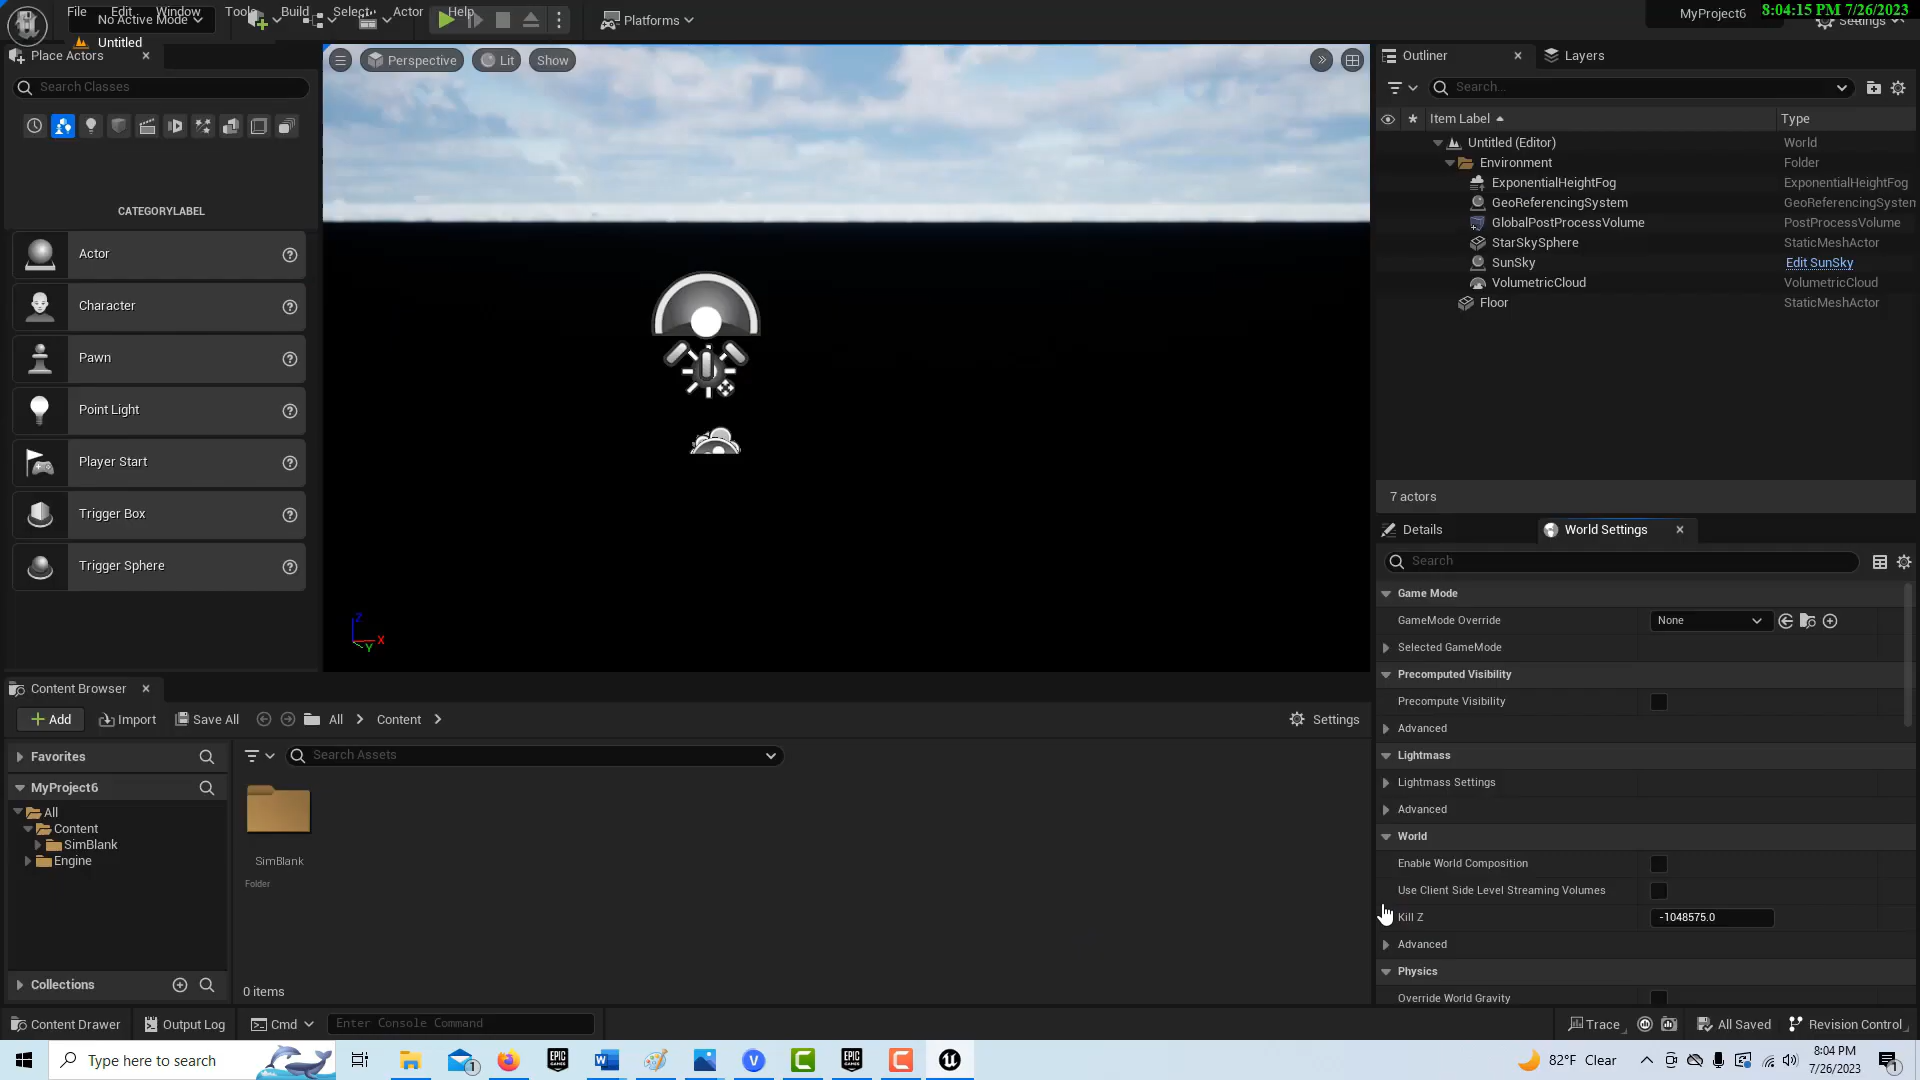 File Edit Window Tools Build Select Actor Help
No Active Mode
Platforms
MyProject6
8:04:15 PM 7/26/2023
Settings
Untitled
Place Actors
Search Classes
CATEGORYLABEL
Actor
Character
Pawn
Point Light
Player Start
Trigger Box
Trigger Sphere
Perspective
Lit
Show
Z
X
Y
Outliner
Layers
Search...
Item Label
Type
Untitled (Editor) World
Environment Folder
ExponentialHeightFog ExponentialHeightFog
GeoReferencingSystem GeoReferencingSystem
GlobalPostProcessVolume PostProcessVolume
StarSkySphere StaticMeshActor
SunSky Edit SunSky
VolumetricCloud VolumetricCloud
Floor StaticMeshActor
7 actors
Details
World Settings
Search
Game Mode
GameMode Override None
Selected GameMode
Precomputed Visibility
Precompute Visibility
Advanced
Lightmass
Lightmass Settings
Advanced
World
Enable World Composition
Use Client Side Level Streaming Volumes
Kill Z -1048575.0
Advanced
Physics
Override World Gravity
Content Browser
Add
Import
Save All
All
Content
Settings
Favorites
MyProject6
All
Content
SimBlank
Engine
Collections
Search Assets
SimBlank
Folder
0 items
Content Drawer
Output Log
Cmd
Enter Console Command
Trace
All Saved
Revision Control
Type here to search
82°F Clear
8:04 PM
7/26/2023